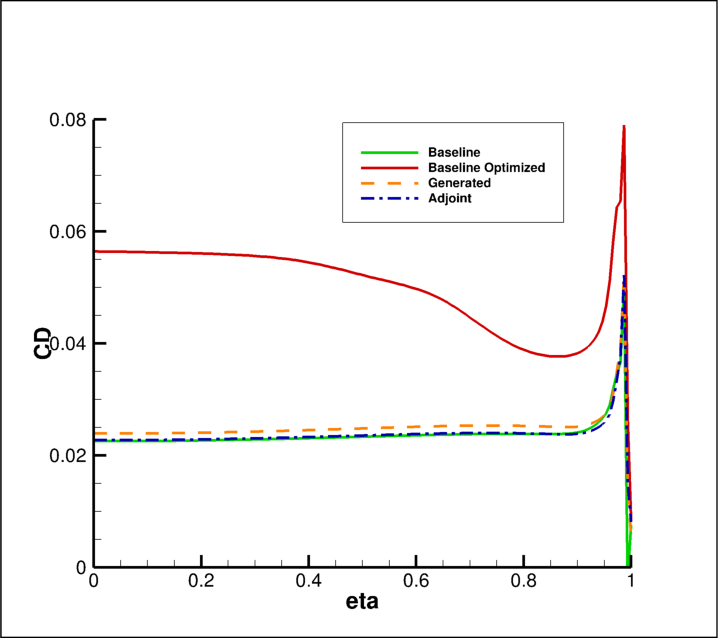 0.08
Baseline
Baseline Optimized
Generated
Adjoint
0.06
CD
0.04
0.02
0
0 0.2 0.4 0.6 0.8 1
eta